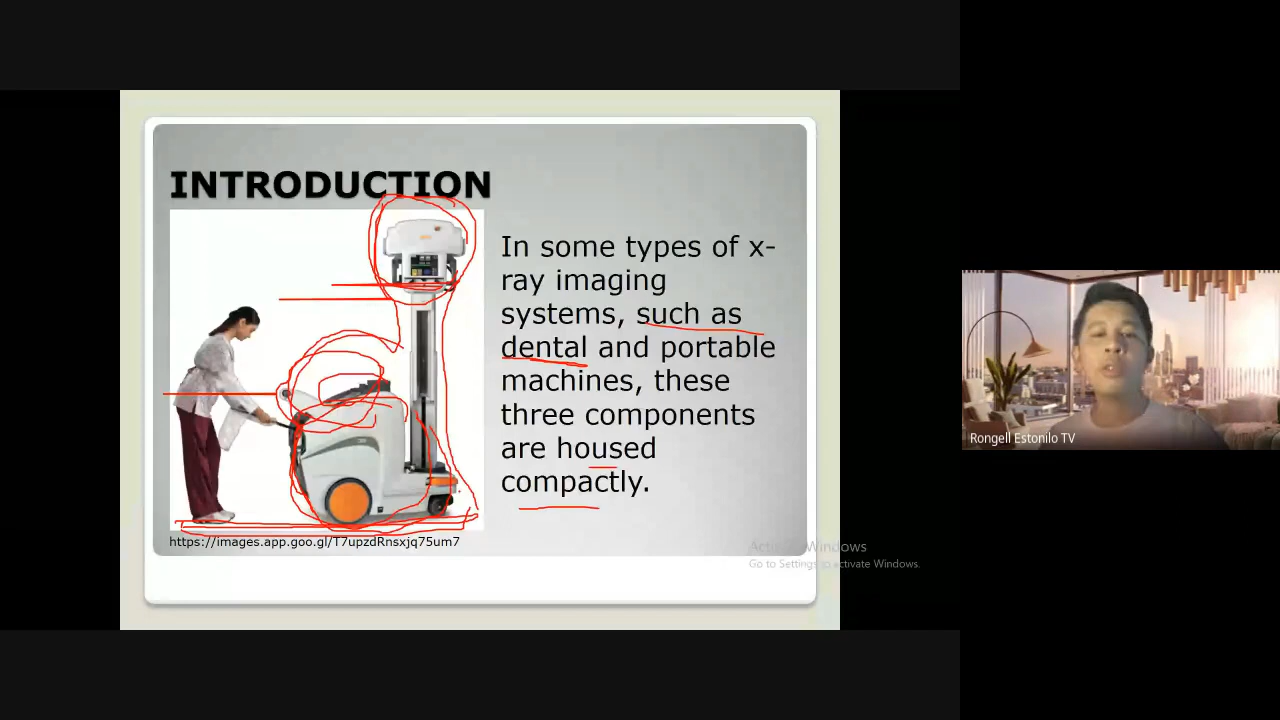 INTRODUCTION
In some types of x-
ray imaging
systems, such as
dental and portable
machines, these
three components
are housed
compactly.
https://images.app.goo.gl/T7upzdRnsxjq75um7
Activate Windows
Go to Settings to activate Windows.
Rongell Estonilo TV